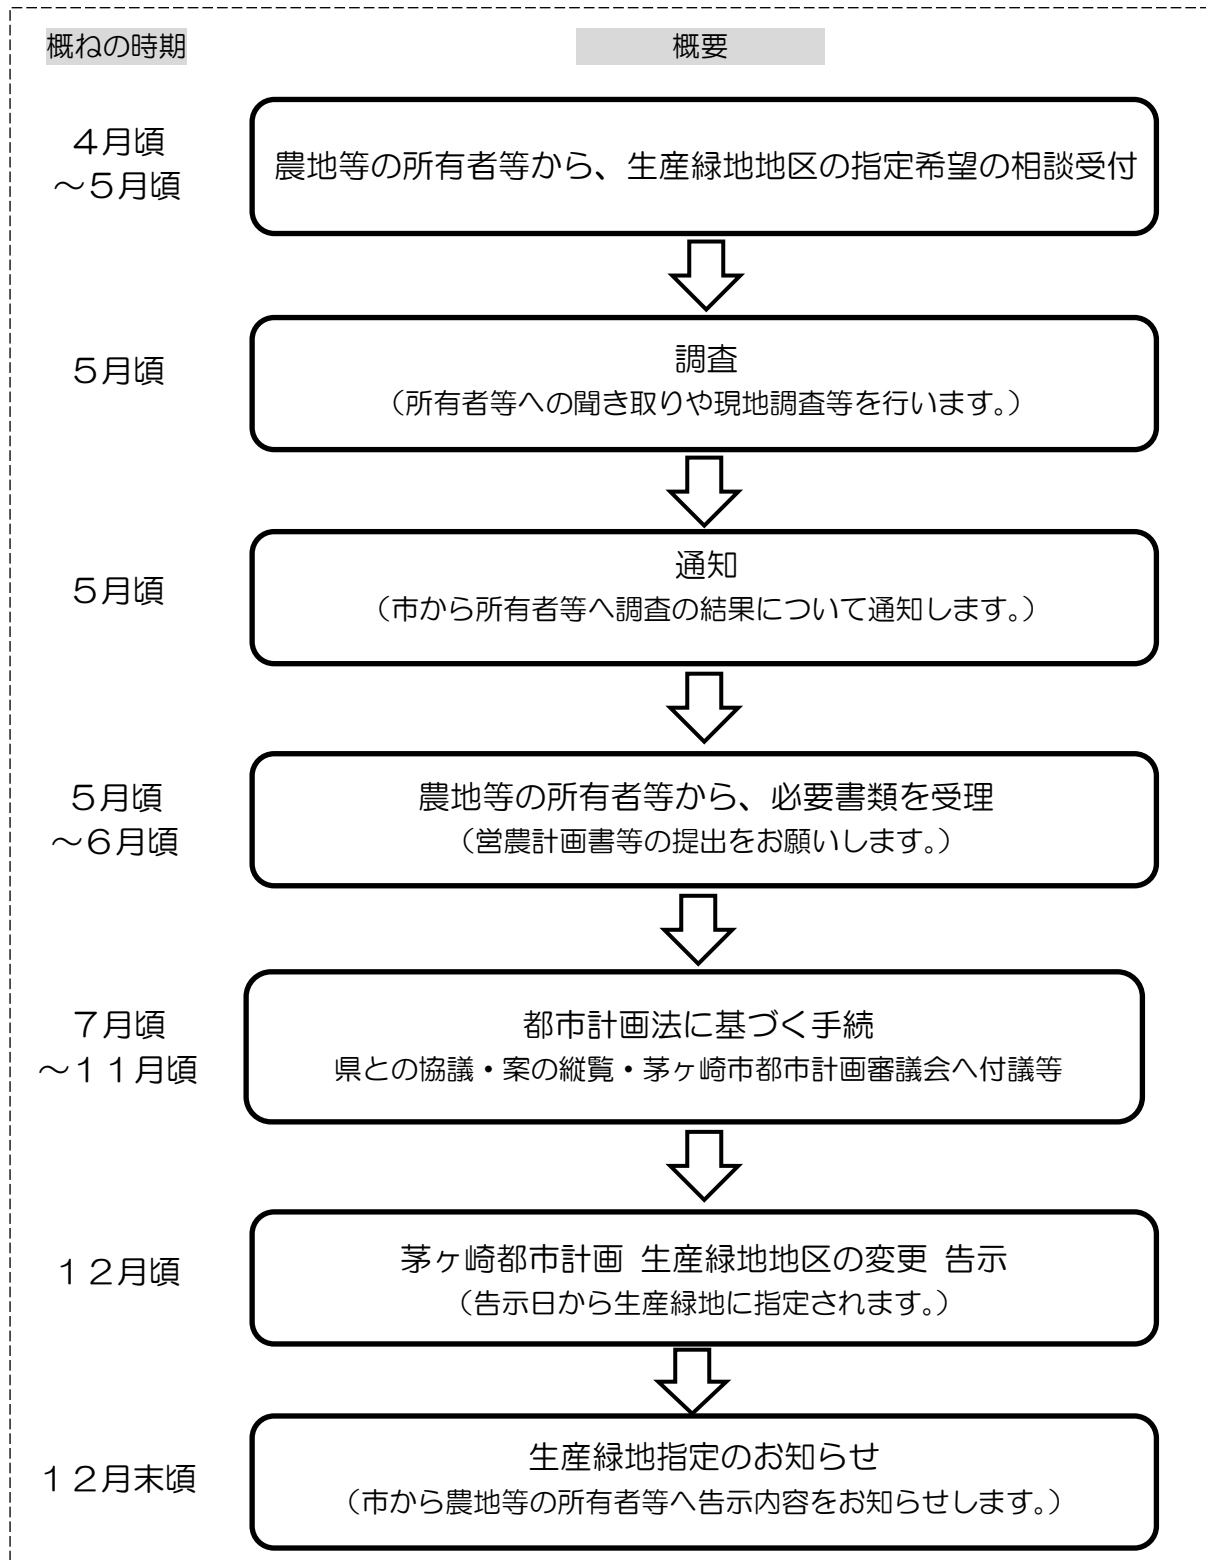 概ねの時期
概要
４月頃
～５月頃
農地等の所有者等から、生産緑地地区の指定希望の相談受付
５月頃
調査
（所有者等への聞き取りや現地調査等を行います。）
５月頃
通知
（市から所有者等へ調査の結果について通知します。）
５月頃
～６月頃
農地等の所有者等から、必要書類を受理
（営農計画書等の提出をお願いします。）
７月頃
～１１月頃
都市計画法に基づく手続
県との協議・案の縦覧・茅ヶ崎市都市計画審議会へ付議等
１２月頃
茅ヶ崎都市計画 生産緑地地区の変更 告示
（告示日から生産緑地に指定されます。）
１２月末頃
生産緑地指定のお知らせ
（市から農地等の所有者等へ告示内容をお知らせします。）